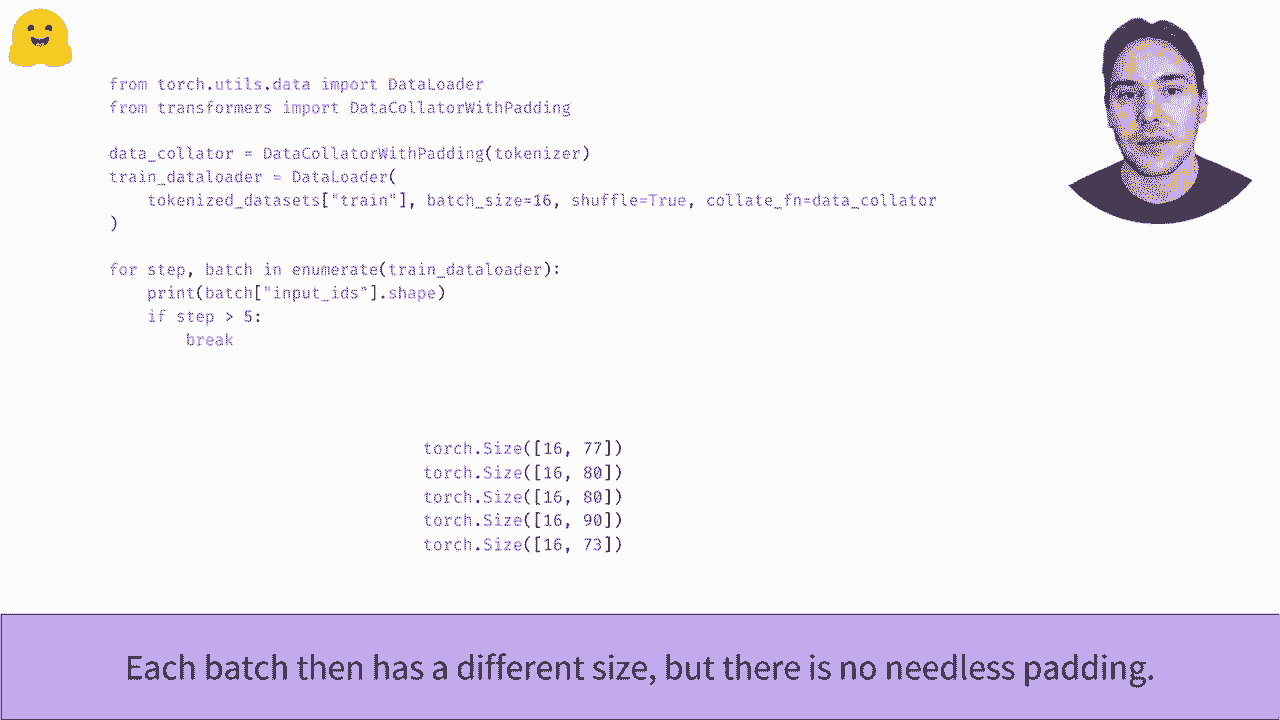 from torch.utils.data import DataLoader
from transformers import DataCollatorWithPadding
data_collator = DataCollatorWithPadding(tokenizer)
train_dataloader = DataLoader(
    tokenized_datasets["train"], batch_size=16, shuffle=True, collate_fn=data_collator
)
for step, batch in enumerate(train_dataloader):
    print(batch["input_ids"].shape)
    if step > 5:
        break
torch.Size([16, 77])
torch.Size([16, 80])
torch.Size([16, 80])
torch.Size([16, 90])
torch.Size([16, 73])
Each batch then has a different size, but there is no needless padding.